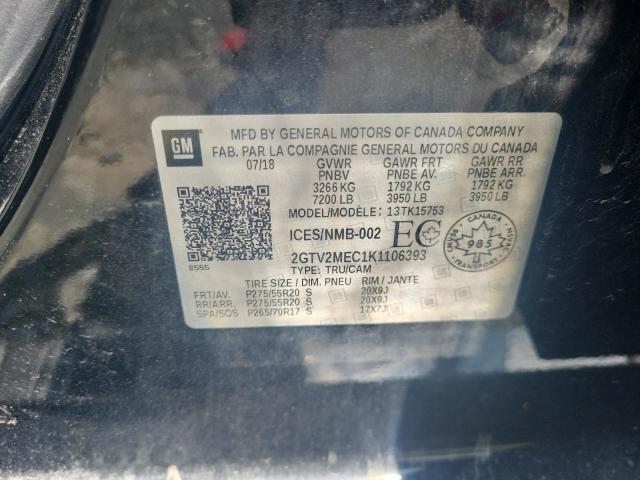 GM
MFD BY GENERAL MOTORS OF CANADA COMPANY
FAB. PAR LA COMPAGNIE GENERAL MOTORS DU CANADA
07/18 GVWR GAWR FRT GAWR RR
PNBV PNBE AV. PNBE ARR.
3266 KG 1792 KG 1792 KG
7200 LB 3950 LB 3950 LB
MODEL/MODÈLE: 13TK15753
ICES/NMB-002 EC
CANADA 985
8555
2GTV2MEC1K1106393
TYPE: TRU/CAM
TIRE SIZE / DIM. PNEU RIM / JANTE
FRT/AV. P275/55R20 S 20X9J
RR/ARR. P275/55R20 S 20X9J
SPA/SOS P265/70R17 S 17X7J